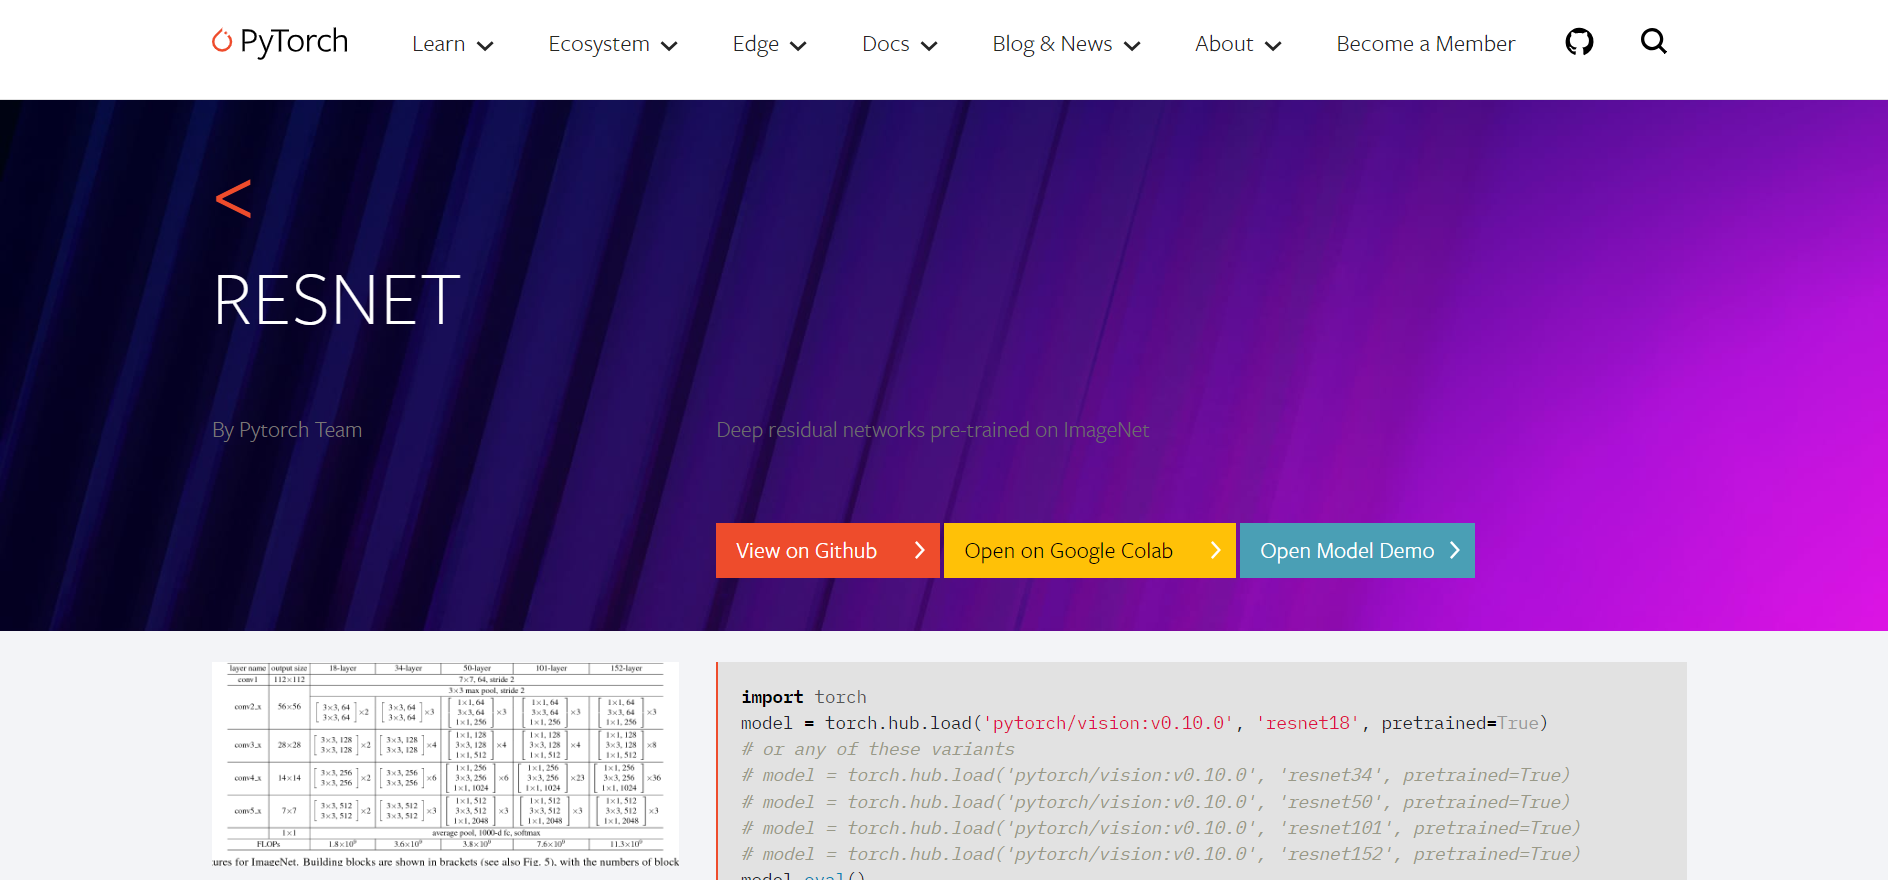 PyTorch
Learn
Ecosystem
Edge
Docs
Blog & News
About
Become a Member
<
RESNET
By Pytorch Team
Deep residual networks pre-trained on ImageNet
View on Github
Open on Google Colab
Open Model Demo
layer name output size 18-layer 34-layer 50-layer 101-layer 152-layer
conv1 112×112 7×7, 64, stride 2
3×3 max pool, stride 2
conv2_x 56×56 [3×3, 64 3×3, 64]×2 [3×3, 64 3×3, 64]×3 [1×1, 64 3×3, 64 1×1, 256]×3 [1×1, 64 3×3, 64 1×1, 256]×3 [1×1, 64 3×3, 64 1×1, 256]×3
conv3_x 28×28 [3×3, 128 3×3, 128]×2 [3×3, 128 3×3, 128]×4 [1×1, 128 3×3, 128 1×1, 512]×4 [1×1, 128 3×3, 128 1×1, 512]×4 [1×1, 128 3×3, 128 1×1, 512]×8
conv4_x 14×14 [3×3, 256 3×3, 256]×2 [3×3, 256 3×3, 256]×6 [1×1, 256 3×3, 256 1×1, 1024]×6 [1×1, 256 3×3, 256 1×1, 1024]×23 [1×1, 256 3×3, 256 1×1, 1024]×36
conv5_x 7×7 [3×3, 512 3×3, 512]×2 [3×3, 512 3×3, 512]×3 [1×1, 512 3×3, 512 1×1, 2048]×3 [1×1, 512 3×3, 512 1×1, 2048]×3 [1×1, 512 3×3, 512 1×1, 2048]×3
1×1 average pool, 1000-d fc, softmax
FLOPs 1.8×10⁹ 3.6×10⁹ 3.8×10⁹ 7.6×10⁹ 11.3×10⁹
ures for ImageNet. Building blocks are shown in brackets (see also Fig. 5), with the numbers of block
import torch
model = torch.hub.load('pytorch/vision:v0.10.0', 'resnet18', pretrained=True)
# or any of these variants
# model = torch.hub.load('pytorch/vision:v0.10.0', 'resnet34', pretrained=True)
# model = torch.hub.load('pytorch/vision:v0.10.0', 'resnet50', pretrained=True)
# model = torch.hub.load('pytorch/vision:v0.10.0', 'resnet101', pretrained=True)
# model = torch.hub.load('pytorch/vision:v0.10.0', 'resnet152', pretrained=True)
model.eval()